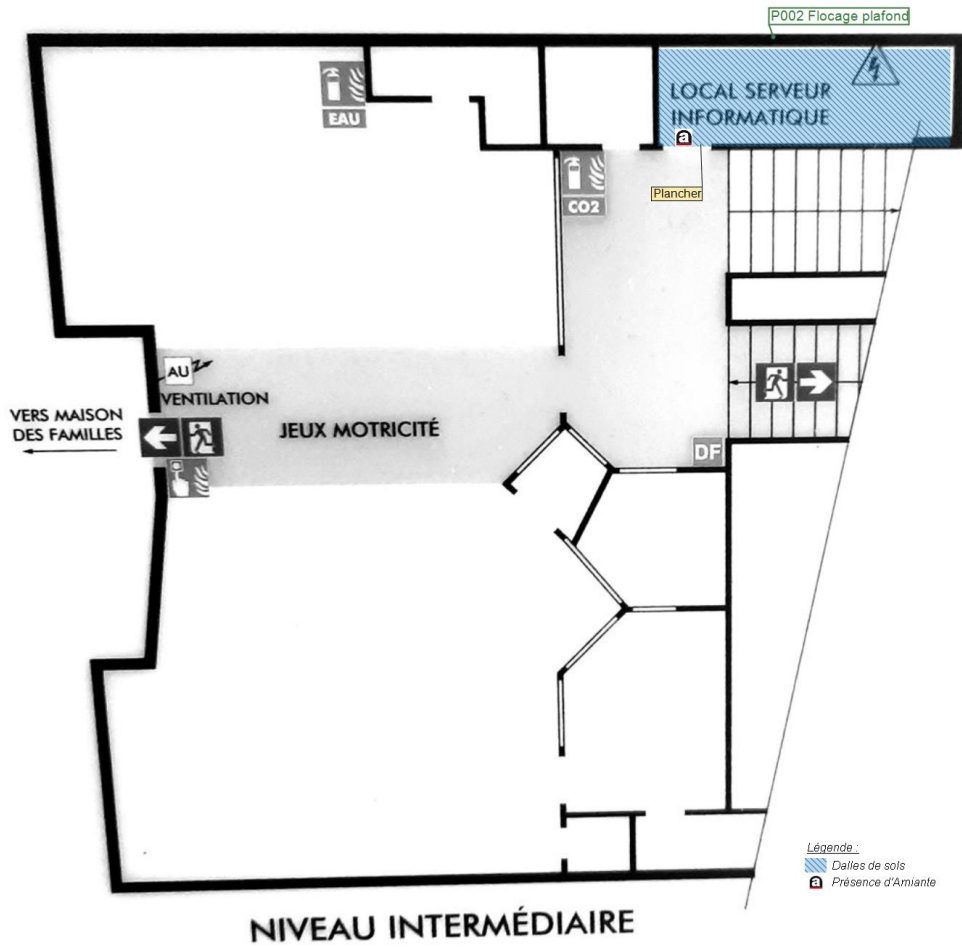 P002 Flocage plafond
LOCAL SERVEUR
INFORMATIQUE
EAU
a
Plancher
CO2
AU
VENTILATION
VERS MAISON
DES FAMILLES
JEUX MOTRICITÉ
DF
Légende :
Dalles de sols
a Présence d'Amiante
NIVEAU INTERMÉDIAIRE